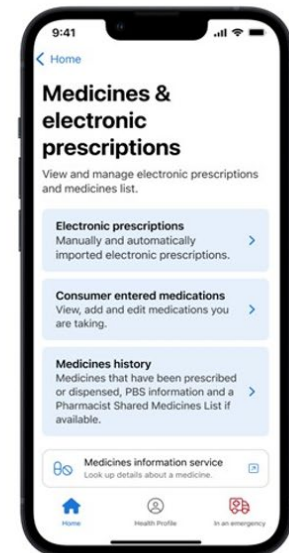 9:41
Home
Medicines &
electronic
prescriptions
View and manage electronic prescriptions
and medicines list.
Electronic prescriptions
Manually and automatically
imported electronic prescriptions.
Consumer entered medications
View, add and edit medications you
are taking.
Medicines history
Medicines that have been prescribed
or dispensed, PBS information and a
Pharmacist Shared Medicines List if
available.
Medicines information service
Look up details about a medicine.
Home Health Profile In an emergency